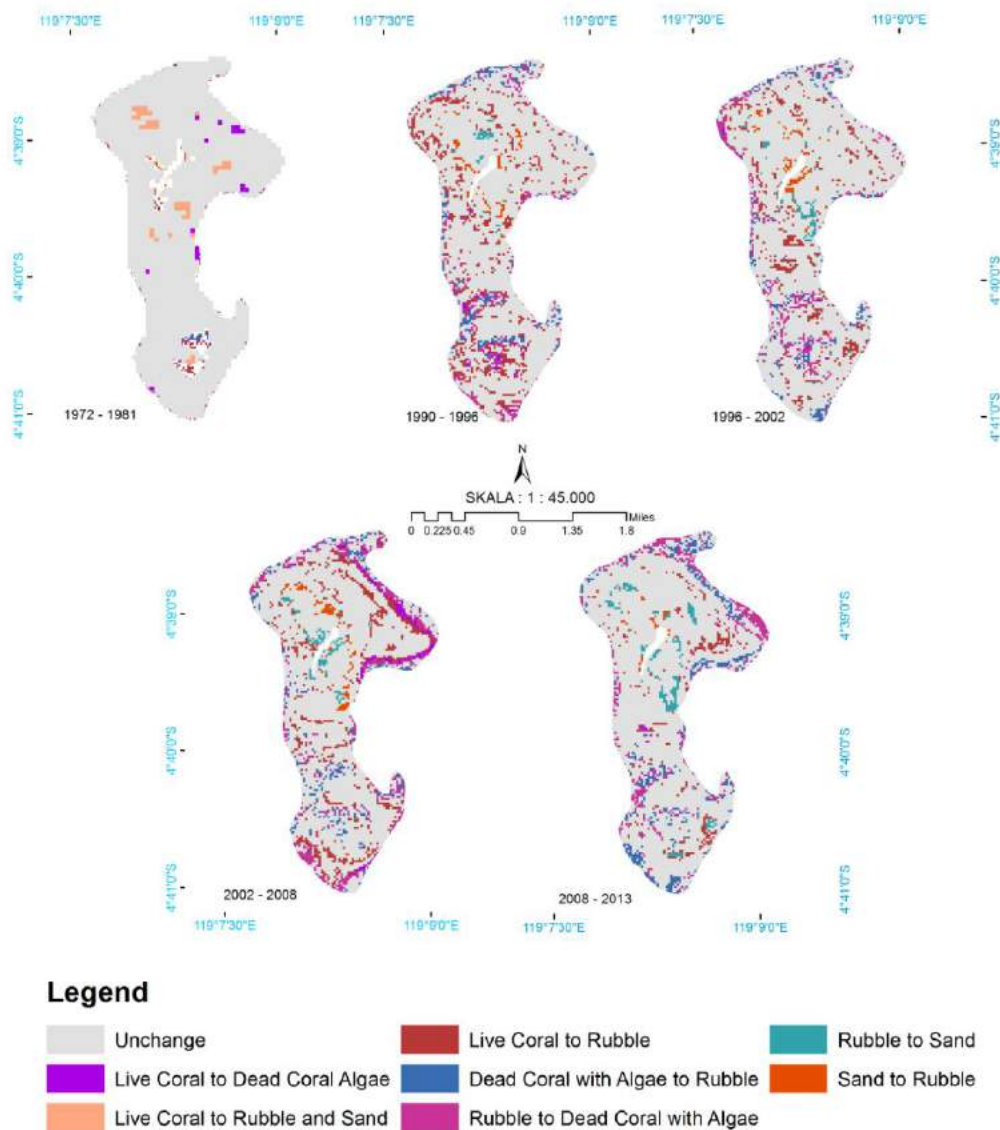 119°7'30"E 119°9'0"E 119°7'30"E 119°9'0"E 119°7'30"E 119°9'0"E
4°39'0"S 4°39'0"S
4°40'0"S 4°40'0"S
4°41'0"S 4°41'0"S
1972 - 1981 1990 - 1996 1996 - 2002
N
SKALA : 1 : 45.000
Miles
0 0.225 0.45 0.9 1.35 1.8
4°39'0"S 4°39'0"S
4°40'0"S 4°40'0"S
4°41'0"S 4°41'0"S
2002 - 2008 2008 - 2013
119°7'30"E 119°9'0"E 119°7'30"E 119°9'0"E
Legend
Unchange Live Coral to Rubble Rubble to Sand
Live Coral to Dead Coral Algae Dead Coral with Algae to Rubble Sand to Rubble
Live Coral to Rubble and Sand Rubble to Dead Coral with Algae